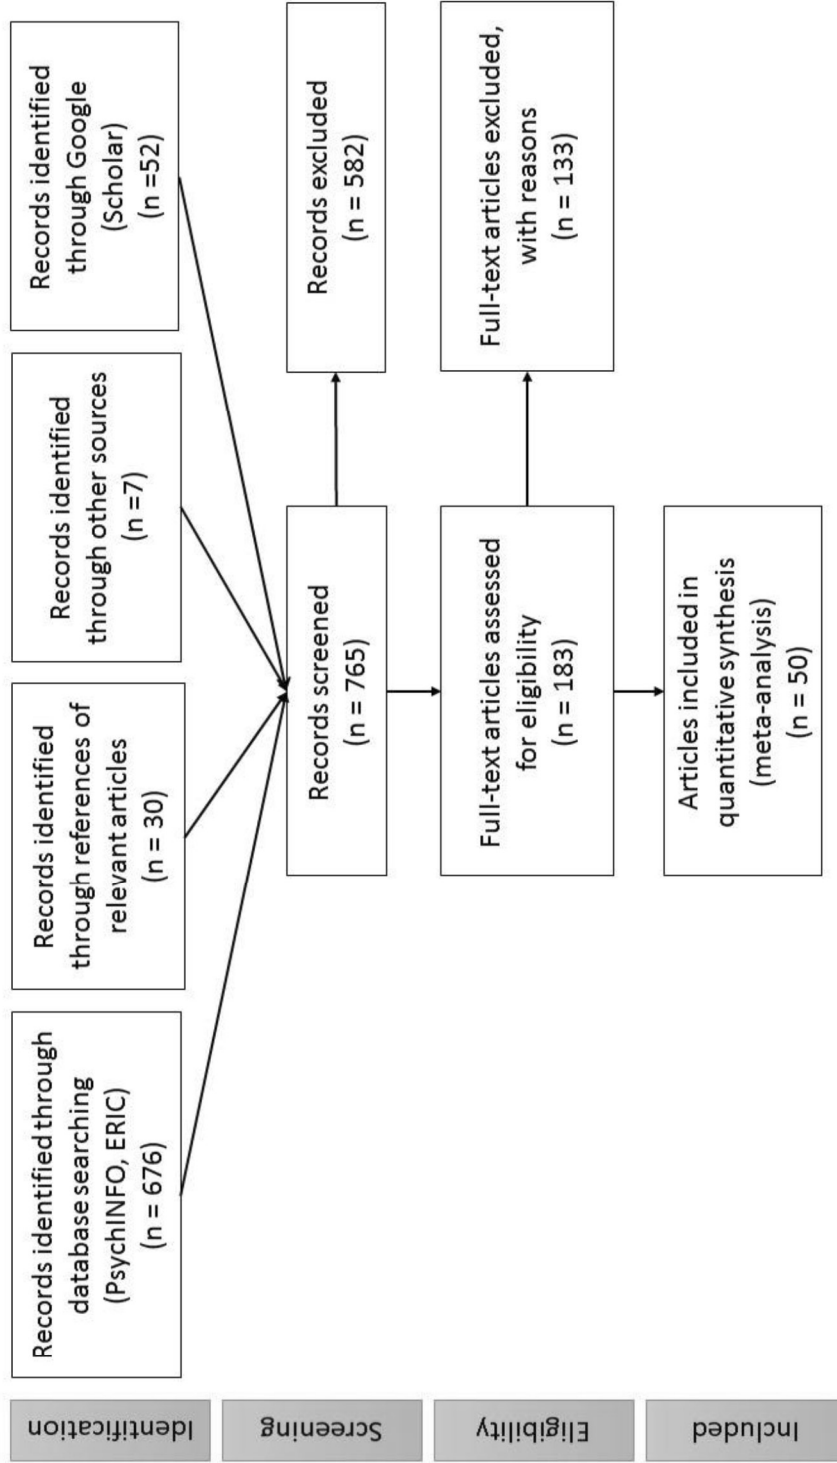 Identification
Records identified through
database searching
(PsychINFO, ERIC)
(n = 676)
Records identified
through references of
relevant articles
(n = 30)
Records identified
through other sources
(n =7)
Records identified
through Google
(Scholar)
(n =52)
Screening
Records screened
(n = 765)
Records excluded
(n = 582)
Eligibility
Full-text articles assessed
for eligibility
(n = 183)
Full-text articles excluded,
with reasons
(n = 133)
Included
Articles included in
quantitative synthesis
(meta-analysis)
(n = 50)